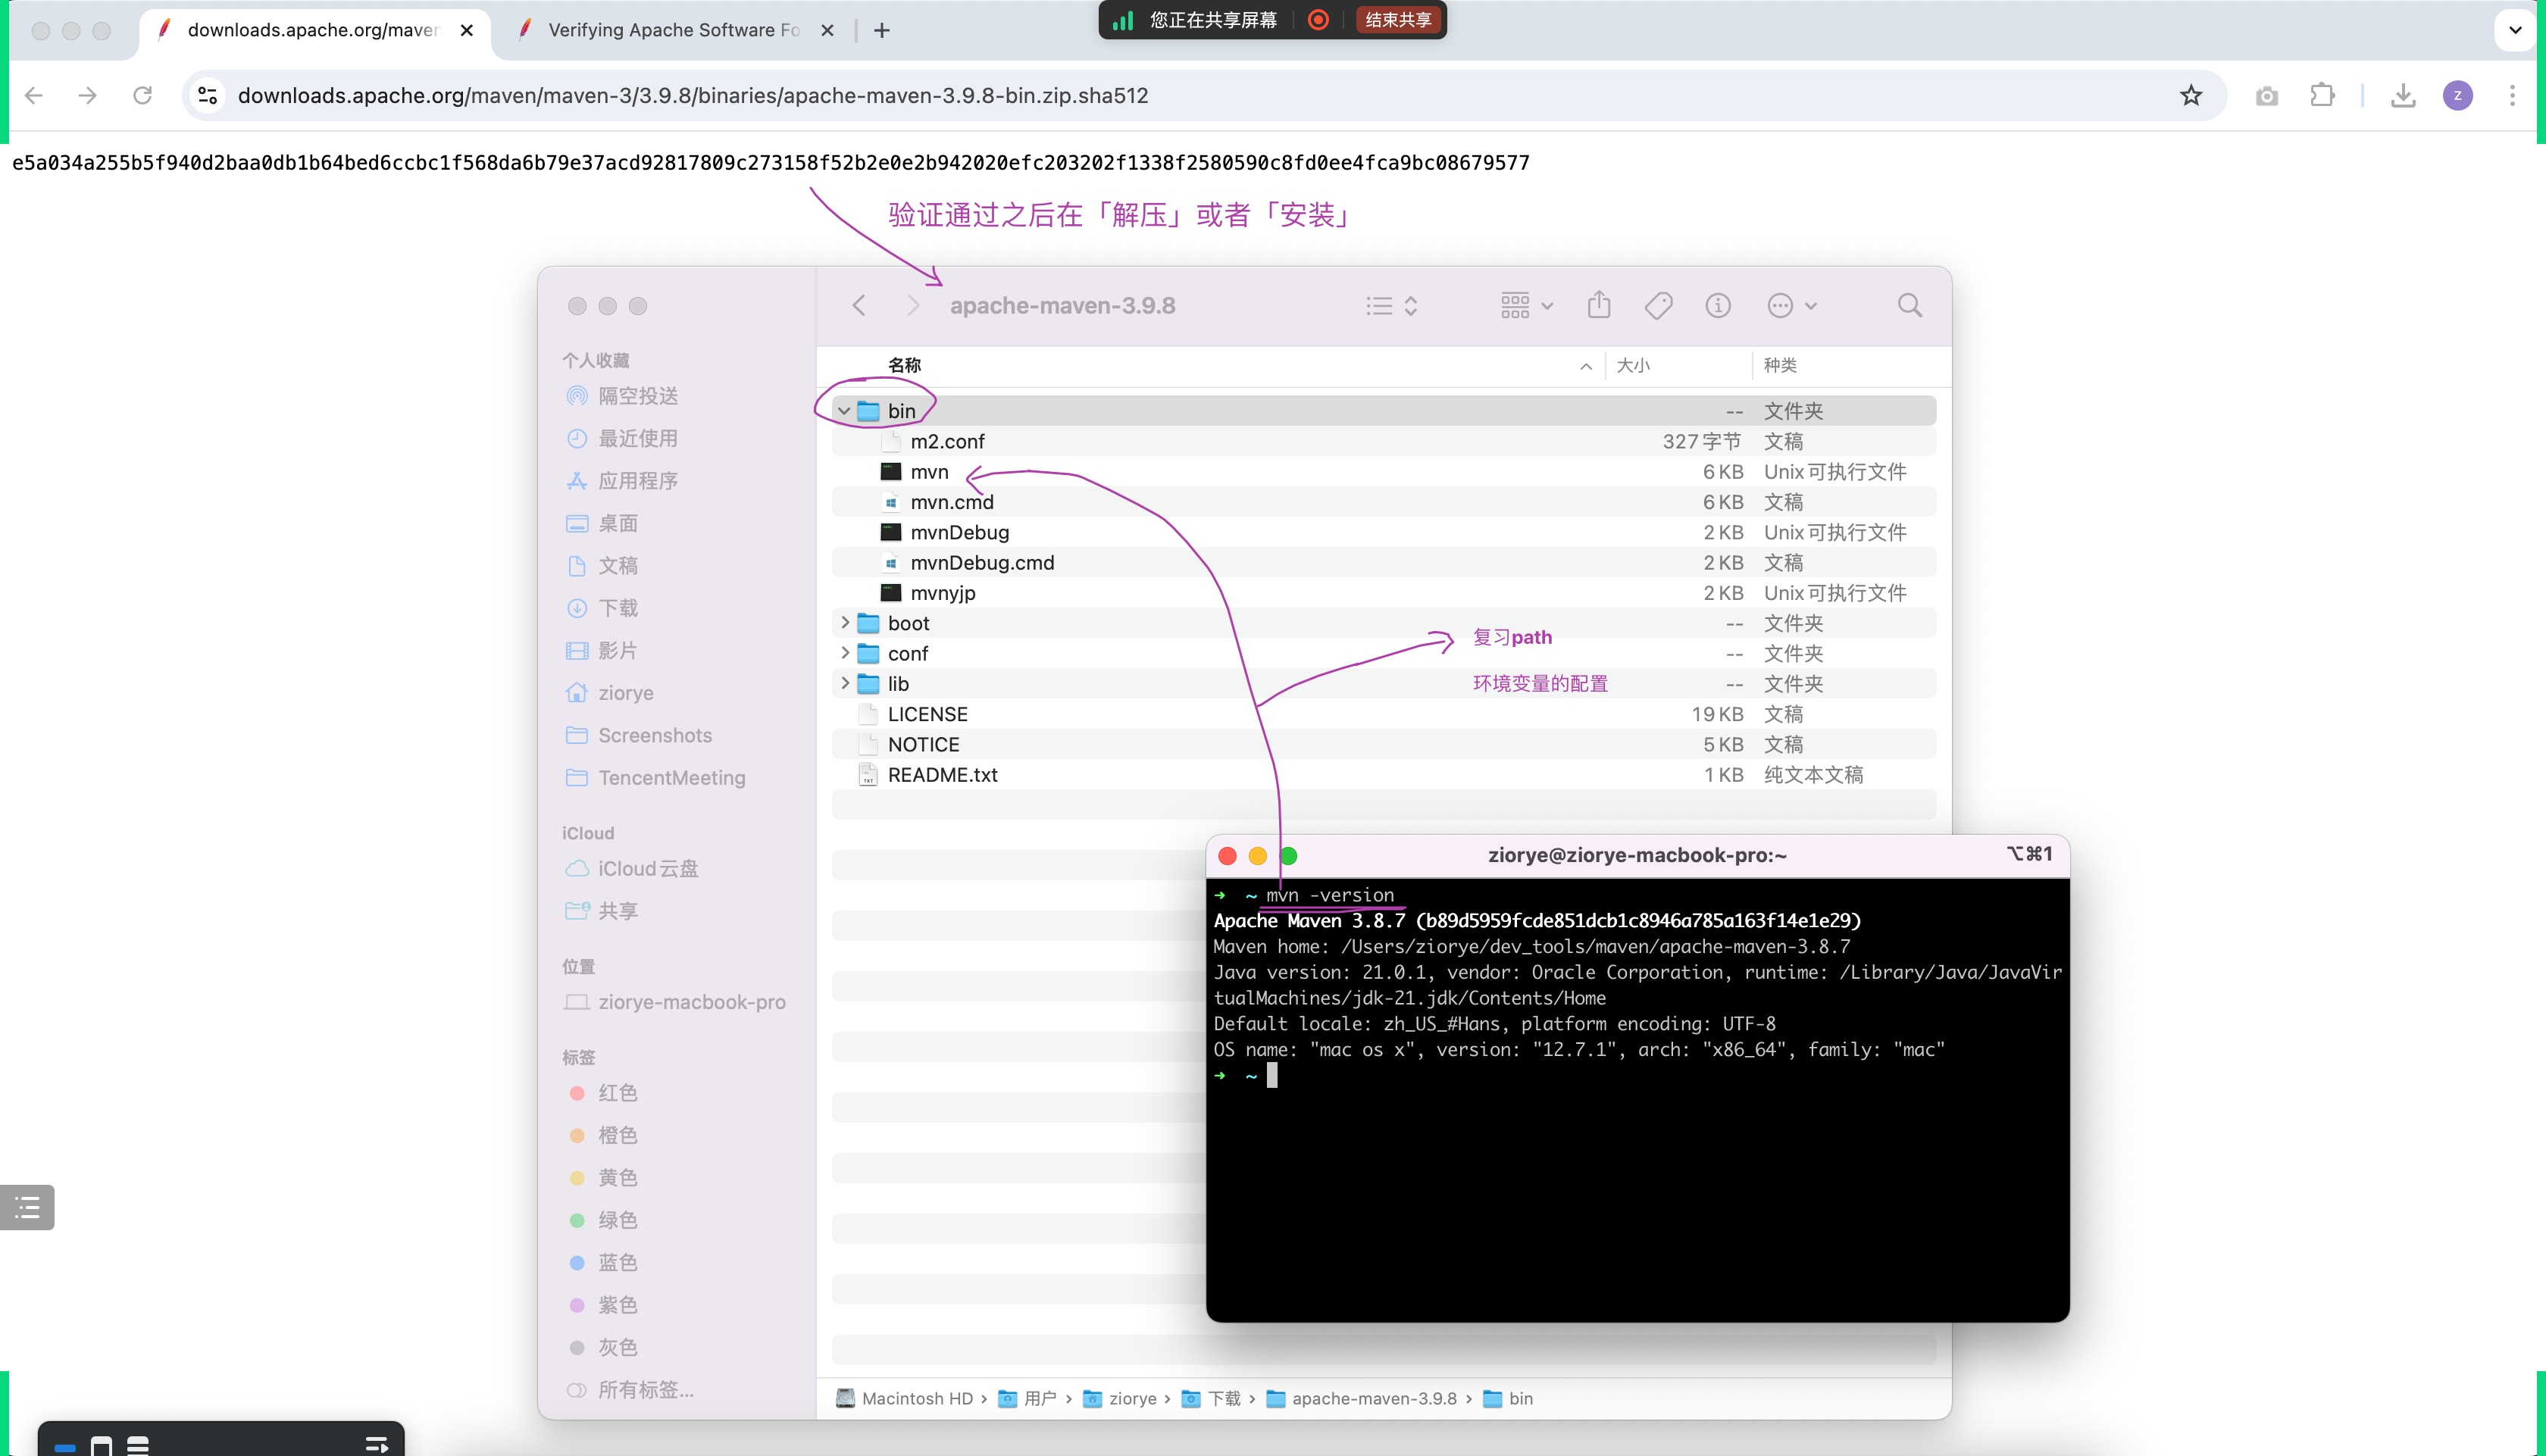 downloads.apache.org/maven
Verifying Apache Software Fo
您正在共享屏幕
结束共享
downloads.apache.org/maven/maven-3/3.9.8/binaries/apache-maven-3.9.8-bin.zip.sha512
z
e5a034a255b5f940d2baa0db1b64bed6ccbc1f568da6b79e37acd92817809c273158f52b2e0e2b942020efc203202f1338f2580590c8fd0ee4fca9bc08679577
验证通过之后在「解压」或者「安装」
apache-maven-3.9.8
个人收藏
隔空投送
最近使用
应用程序
桌面
文稿
下载
影片
ziorye
Screenshots
TencentMeeting
iCloud
iCloud云盘
共享
位置
ziorye-macbook-pro
标签
红色
橙色
黄色
绿色
蓝色
紫色
灰色
所有标签...
名称 大小 种类
bin -- 文件夹
m2.conf 327 字节 文稿
mvn 6 KB Unix可执行文件
mvn.cmd 6 KB 文稿
mvnDebug 2 KB Unix可执行文件
mvnDebug.cmd 2 KB 文稿
mvnyjp 2 KB Unix可执行文件
boot -- 文件夹
复习path
conf -- 文件夹
lib -- 文件夹
环境变量的配置
LICENSE 19 KB 文稿
NOTICE 5 KB 文稿
README.txt 1 KB 纯文本文稿
ziorye@ziorye-macbook-pro:~ ⌥⌘1
➜ ~ mvn -version
Apache Maven 3.8.7 (b89d5959fcde851dcb1c8946a785a163f14e1e29)
Maven home: /Users/ziorye/dev_tools/maven/apache-maven-3.8.7
Java version: 21.0.1, vendor: Oracle Corporation, runtime: /Library/Java/JavaVir
tualMachines/jdk-21.jdk/Contents/Home
Default locale: zh_US_#Hans, platform encoding: UTF-8
OS name: "mac os x", version: "12.7.1", arch: "x86_64", family: "mac"
➜ ~
Macintosh HD › 用户 › ziorye › 下载 › apache-maven-3.9.8 › bin